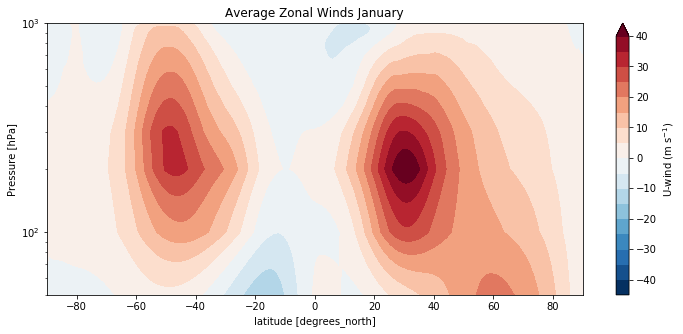 Average Zonal Winds January
10³
10²
Pressure [hPa]
−80 −60 −40 −20 0 20 40 60 80
latitude [degrees_north]
40
30
20
10
0
−10
−20
−30
−40
U-wind (m s⁻¹)